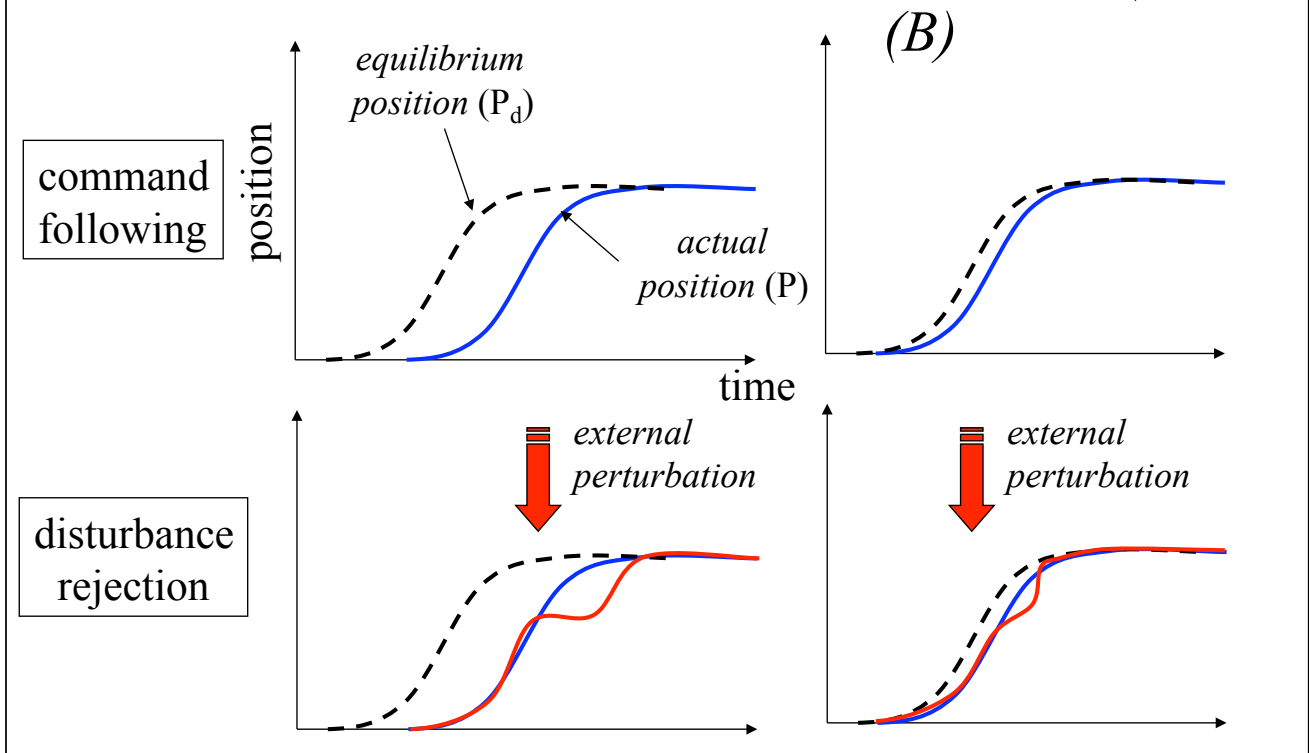 (B)
equilibrium
position (Pd)
command
following
position
actual
position (P)
time
external
perturbation
external
perturbation
disturbance
rejection